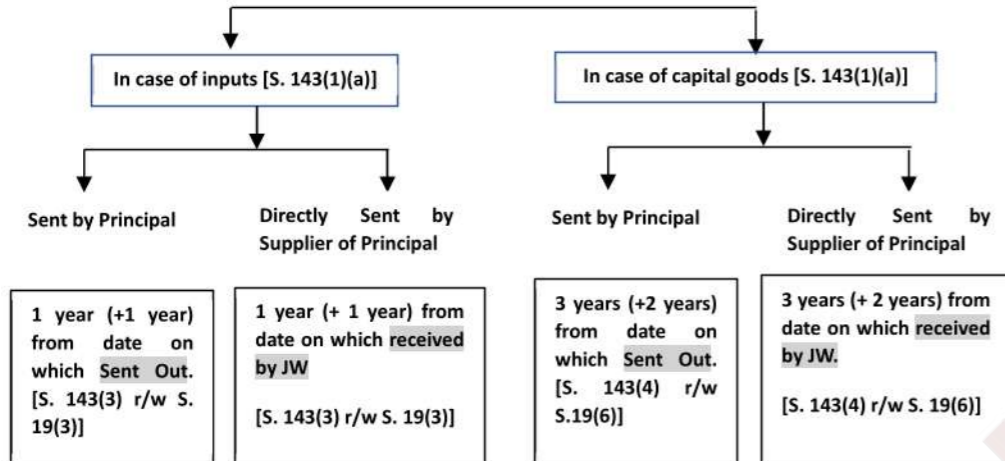 In case of inputs [S. 143(1)(a)]
In case of capital goods [S. 143(1)(a)]
Sent by Principal
Directly Sent by
Supplier of Principal
Sent by Principal
Directly Sent by
Supplier of Principal
1 year (+1 year)
from date on
which Sent Out.
[S. 143(3) r/w S.
19(3)]
1 year (+ 1 year) from
date on which received
by JW
[S. 143(3) r/w S. 19(3)]
3 years (+2 years)
from date on
which Sent Out.
[S. 143(4) r/w
S.19(6)]
3 years (+ 2 years) from
date on which received
by JW.
[S. 143(4) r/w S. 19(6)]